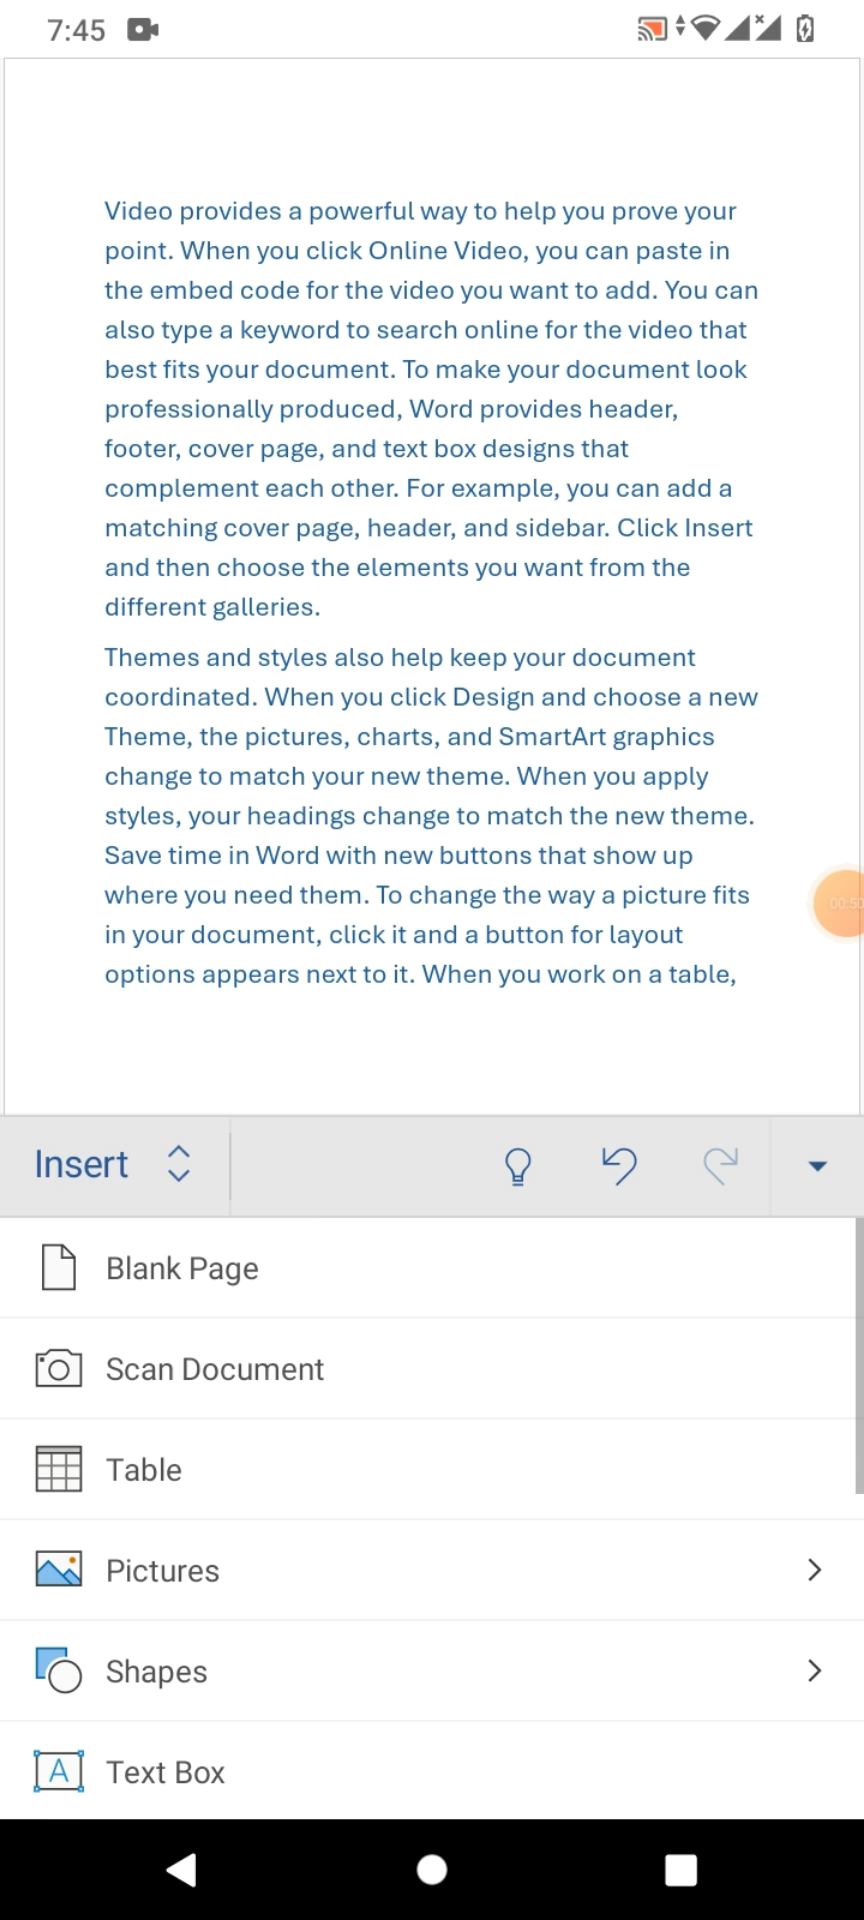 7:45
Video provides a powerful way to help you prove your
point. When you click Online Video, you can paste in
the embed code for the video you want to add. You can
also type a keyword to search online for the video that
best fits your document. To make your document look
professionally produced, Word provides header,
footer, cover page, and text box designs that
complement each other. For example, you can add a
matching cover page, header, and sidebar. Click Insert
and then choose the elements you want from the
different galleries.
Themes and styles also help keep your document
coordinated. When you click Design and choose a new
Theme, the pictures, charts, and SmartArt graphics
change to match your new theme. When you apply
styles, your headings change to match the new theme.
Save time in Word with new buttons that show up
where you need them. To change the way a picture fits
00:50
in your document, click it and a button for layout
options appears next to it. When you work on a table,
Insert
Blank Page
Scan Document
Table
Pictures
Shapes
A Text Box